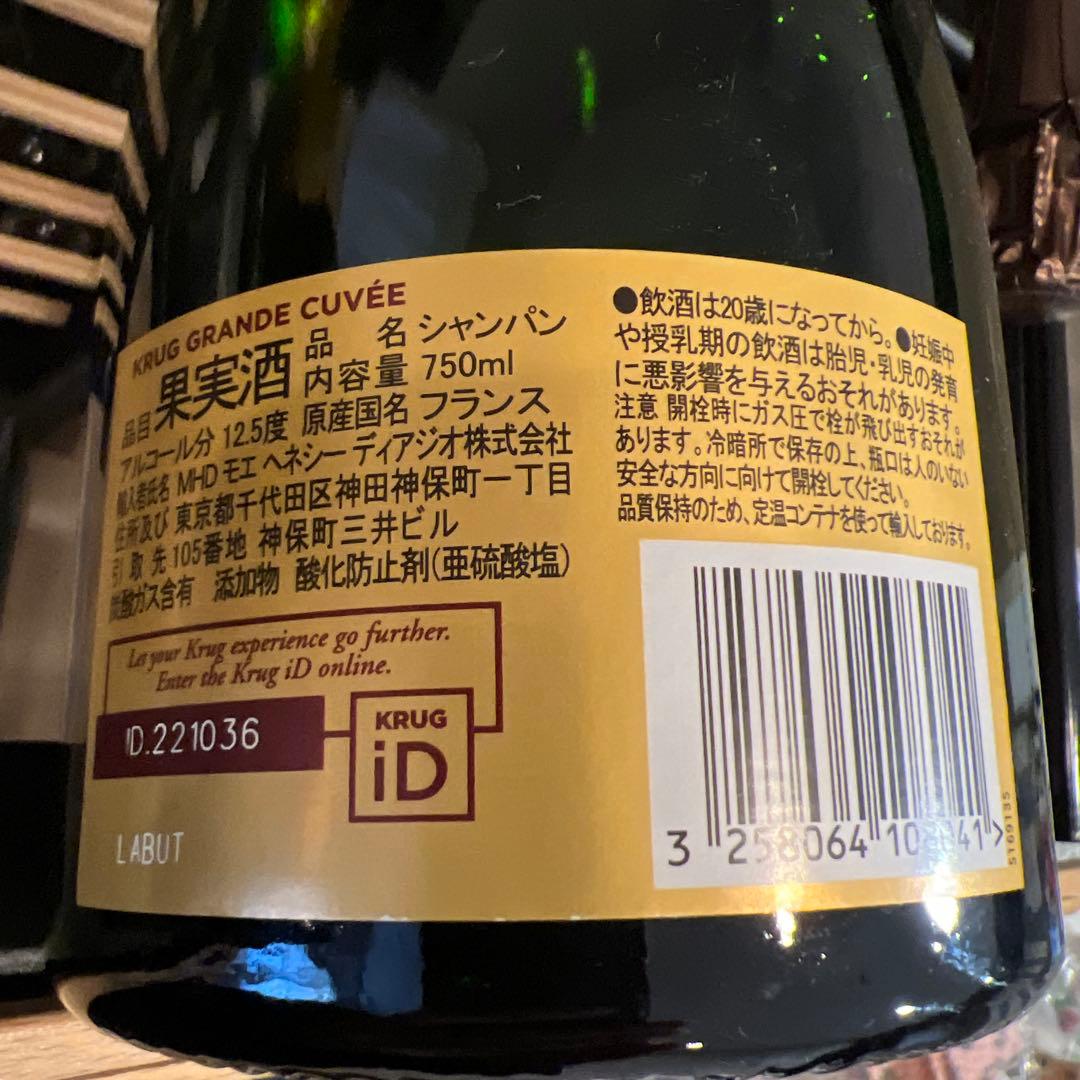 KRUG GRANDE CUVÉE
品目 果実酒 品名 シャンパン
内容量 750ml
アルコール分 12.5度 原産国名 フランス
輸入者氏名 MHD モエ ヘネシー ディアジオ株式会社
住所及び 東京都千代田区神田神保町一丁目
引取先 105番地 神保町三井ビル
炭酸ガス含有 添加物 酸化防止剤(亜硫酸塩)
Let your Krug experience go further.
Enter the Krug iD online.
ID.221036
KRUG
iD
LABUT
●飲酒は20歳になってから。●妊娠中
や授乳期の飲酒は胎児・乳児の発育
に悪影響を与えるおそれがあります。
注意 開栓時にガス圧で栓が飛び出すおそれが
あります。冷暗所で保存の上、瓶口は人のいない
安全な方向に向けて開栓してください。
品質保持のため、定温コンテナを使って輸入しております。
3 258064
5169135